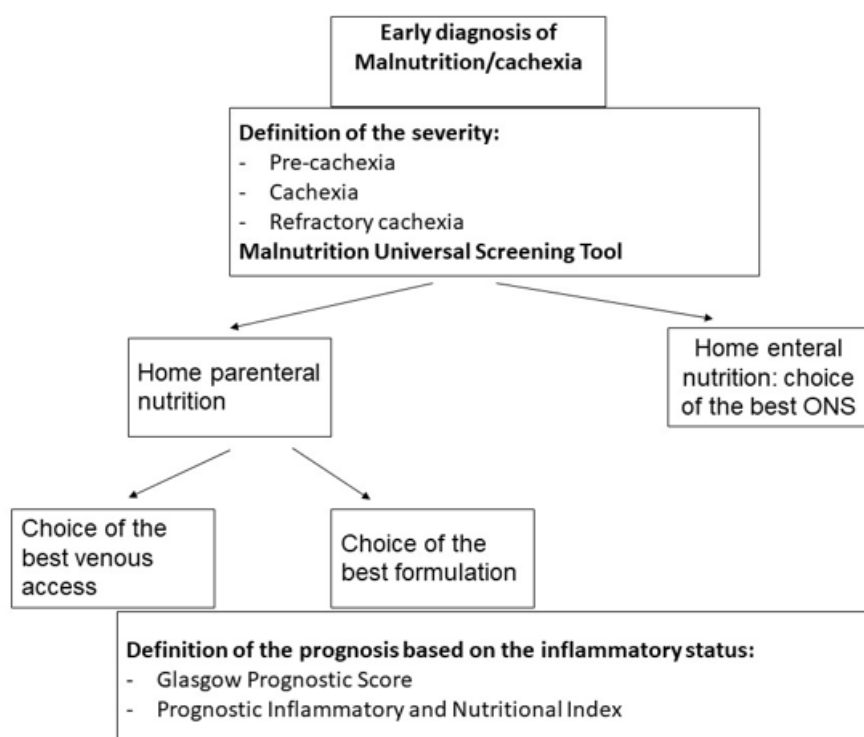 Early diagnosis of
Malnutrition/cachexia
Definition of the severity:
- Pre-cachexia
- Cachexia
- Refractory cachexia
Malnutrition Universal Screening Tool
Home parenteral
nutrition
Home enteral
nutrition: choice
of the best ONS
Choice of the
best venous
access
Choice of the
best formulation
Definition of the prognosis based on the inflammatory status:
- Glasgow Prognostic Score
- Prognostic Inflammatory and Nutritional Index